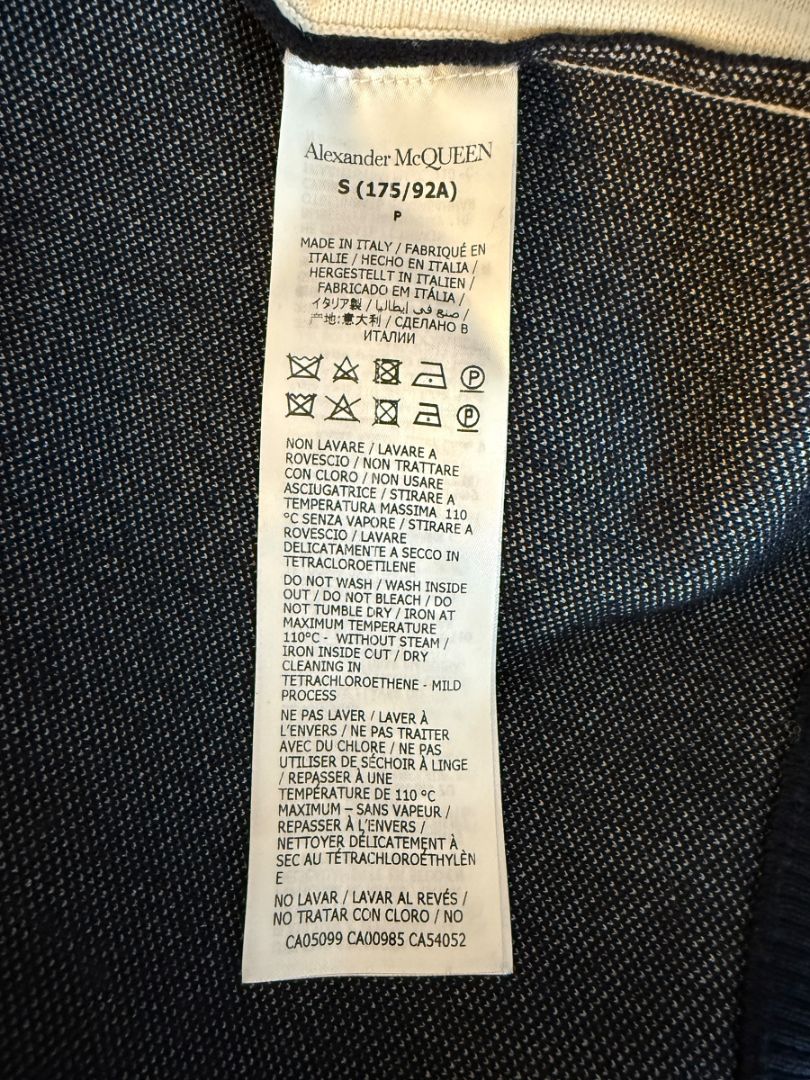 Alexander McQUEEN
S (175/92A)
P
MADE IN ITALY / FABRIQUÉ EN
ITALIE / HECHO EN ITALIA /
HERGESTELLT IN ITALIEN /
FABRICADO EM ITÁLIA /
イタリア製 / صنع في إيطاليا /
产地:意大利 / СДЕЛАНО В
ИТАЛИИ
P
P
NON LAVARE / LAVARE A
ROVESCIO / NON TRATTARE
CON CLORO / NON USARE
ASCIUGATRICE / STIRARE A
TEMPERATURA MASSIMA 110
°C SENZA VAPORE / STIRARE A
ROVESCIO / LAVARE
DELICATAMENTE A SECCO IN
TETRACLOROETILENE
DO NOT WASH / WASH INSIDE
OUT / DO NOT BLEACH / DO
NOT TUMBLE DRY / IRON AT
MAXIMUM TEMPERATURE
110°C - WITHOUT STEAM /
IRON INSIDE OUT / DRY
CLEANING IN
TETRACHLOROETHENE - MILD
PROCESS
NE PAS LAVER / LAVER À
L'ENVERS / NE PAS TRAITER
AVEC DU CHLORE / NE PAS
UTILISER DE SÉCHOIR À LINGE
/ REPASSER À UNE
TEMPÉRATURE DE 110 °C
MAXIMUM – SANS VAPEUR /
REPASSER À L'ENVERS /
NETTOYER DÉLICATEMENT À
SEC AU TÉTRACHLOROÉTHYLÈN
E
NO LAVAR / LAVAR AL REVÉS /
NO TRATAR CON CLORO / NO
CA05099 CA00985 CA54052